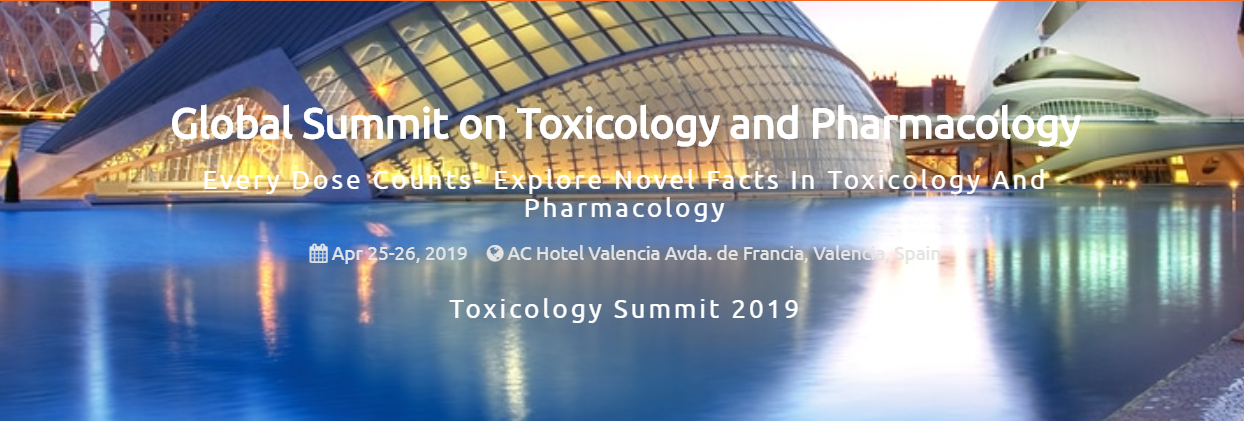 Global Summit on Toxicology and Pharmacology
Every Dose Counts- Explore Novel Facts In Toxicology And
Pharmacology
Apr 25-26, 2019 AC Hotel Valencia Avda. de Francia, Valencia, Spain
Toxicology Summit 2019